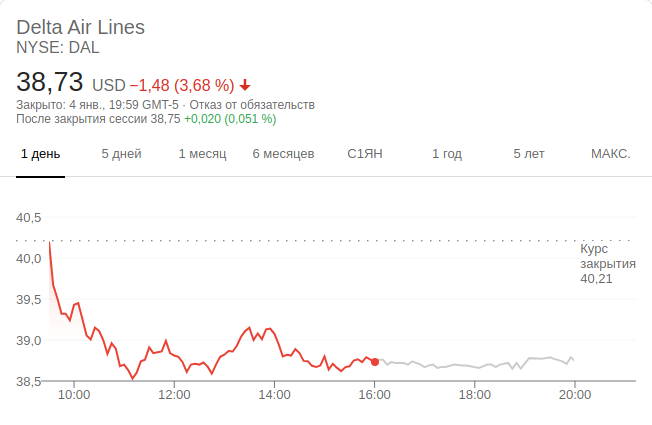 Delta Air Lines
NYSE: DAL
38,73 USD −1,48 (3,68 %)
Закрыто: 4 янв., 19:59 GMT-5 · Отказ от обязательств
После закрытия сессии 38,75 +0,020 (0,051 %)
1 день 5 дней 1 месяц 6 месяцев С1ЯН 1 год 5 лет МАКС.
40,5
Курс
закрытия
40,21
40,0
39,5
39,0
38,5
10:00 12:00 14:00 16:00 18:00 20:00